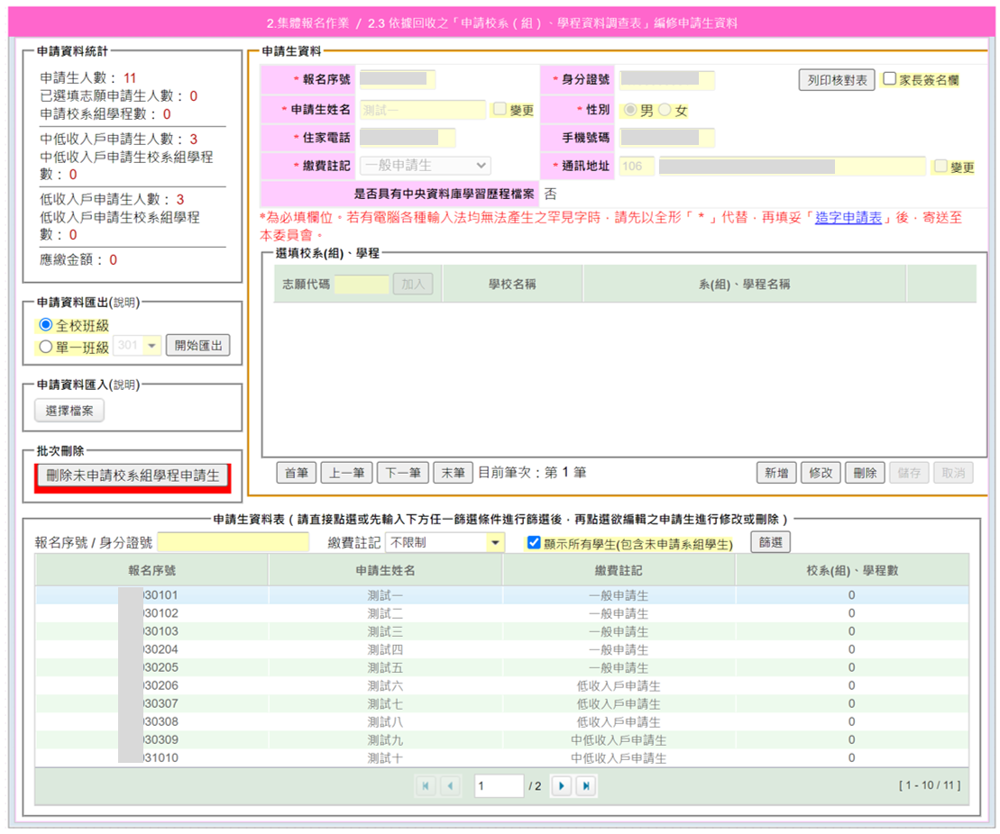 2.集體報名作業 / 2.3 依據回收之「申請校系（組）、學程資料調查表」編修申請生資料
申請資料統計
申請生人數： 11
已選填志願申請生人數： 0
申請校系組學程數： 0
中低收入戶申請生人數： 3
中低收入戶申請生校系組學程
數： 0
低收入戶申請生人數： 3
低收入戶申請生校系組學程
數： 0
應繳金額： 0
申請資料匯出(說明)
全校班級
單一班級 301 開始匯出
申請資料匯入(說明)
選擇檔案
批次刪除
刪除未申請校系組學程申請生
申請生資料
* 報名序號 * 身分證號 列印核對表 家長簽名欄
* 申請生姓名 測試一 變更 * 性別 男 女
* 住家電話 手機號碼
* 繳費註記 一般申請生 * 通訊地址 106 變更
是否具有中央資料庫學習歷程檔案 否
*為必填欄位。若有電腦各種輸入法均無法產生之罕見字時，請先以全形「＊」代替，再填妥「造字申請表」後，寄送至
本委員會。
選填校系(組)、學程
志願代碼 加入 學校名稱 系(組)、學程名稱
首筆 上一筆 下一筆 末筆 目前筆次：第 1 筆 新增 修改 刪除 儲存 取消
申請生資料表（請直接點選或先輸入下方任一篩選條件進行篩選後，再點選欲編輯之申請生進行修改或刪除）
報名序號 / 身分證號 繳費註記 不限制 顯示所有學生(包含未申請系組學生) 篩選
報名序號 申請生姓名 繳費註記 校系(組)、學程數
030101 測試一 一般申請生 0
030102 測試二 一般申請生 0
030103 測試三 一般申請生 0
030204 測試四 一般申請生 0
030205 測試五 一般申請生 0
030206 測試六 低收入戶申請生 0
030307 測試七 低收入戶申請生 0
030308 測試八 低收入戶申請生 0
030309 測試九 中低收入戶申請生 0
031010 測試十 中低收入戶申請生 0
1 / 2 [ 1 - 10 / 11 ]